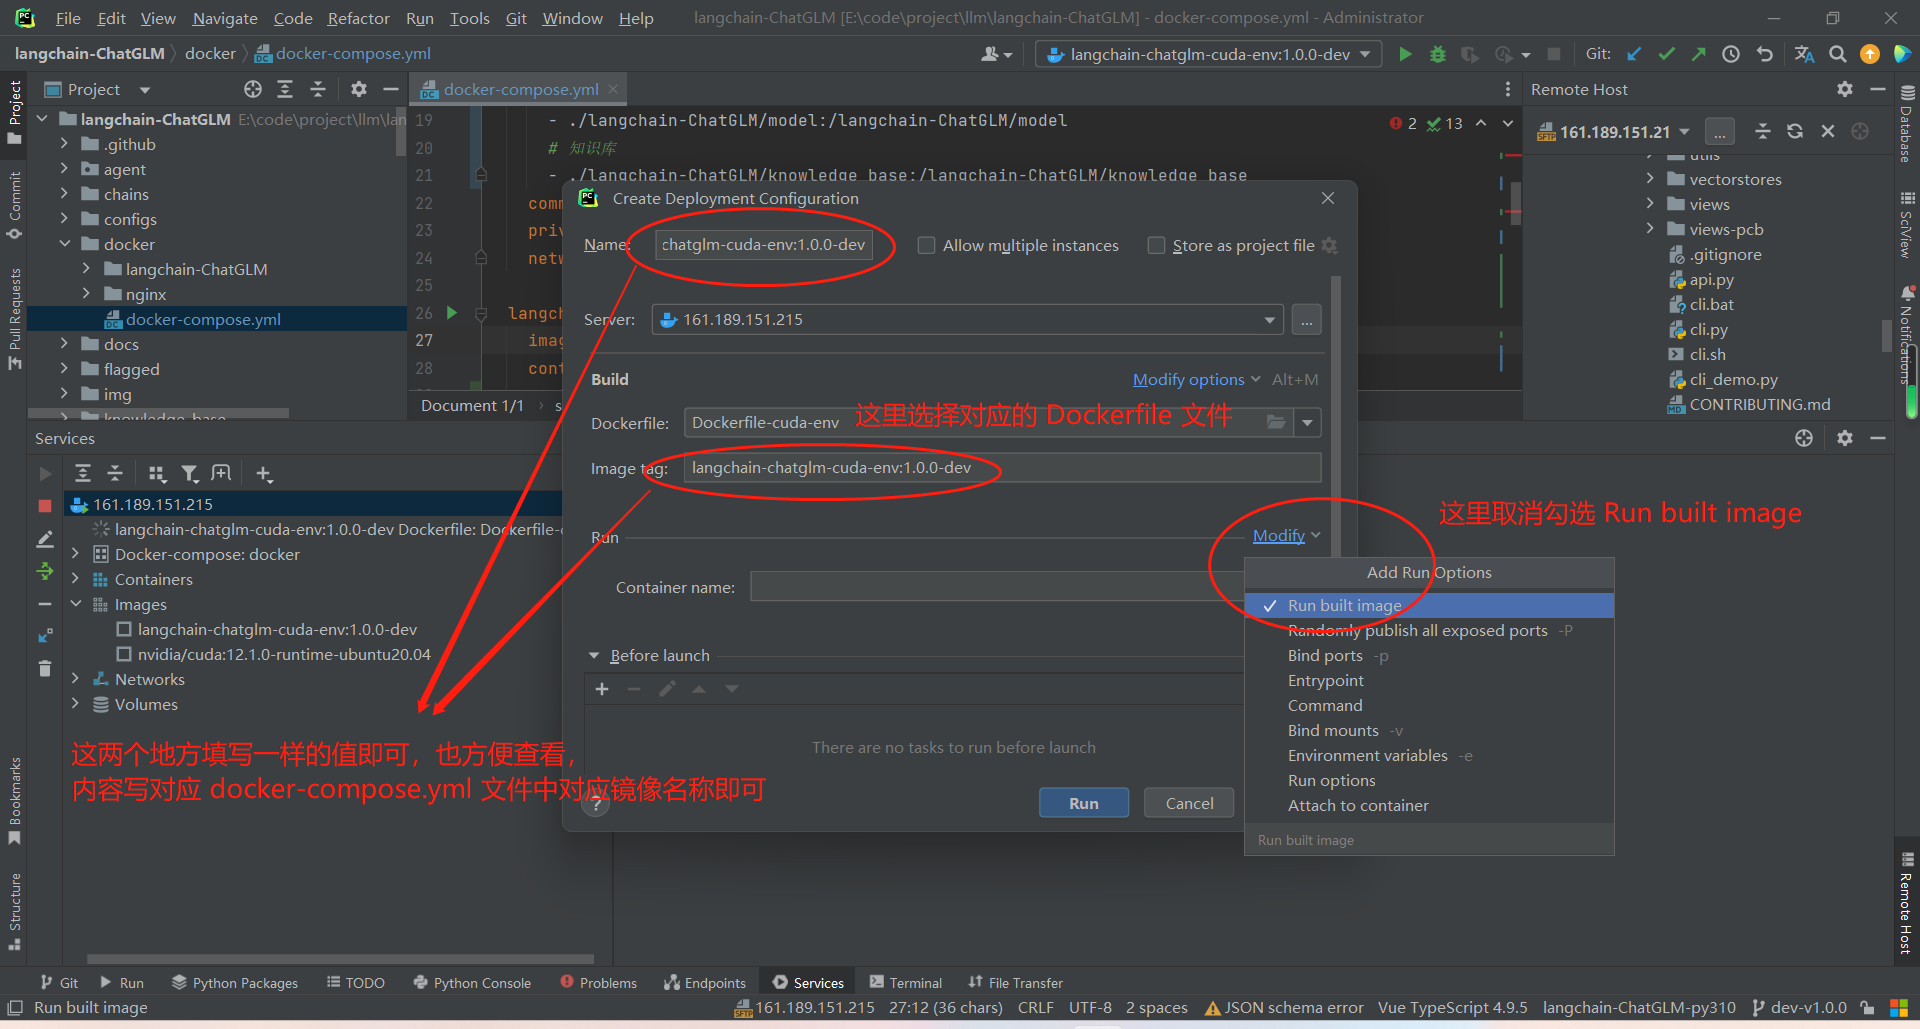 File Edit View Navigate Code Refactor Run Tools Git Window Help langchain-ChatGLM [E:\code\project\llm\langchain-ChatGLM] - docker-compose.yml - Administrator
langchain-ChatGLM docker docker-compose.yml langchain-chatglm-cuda-env:1.0.0-dev Git:
Project docker-compose.yml Remote Host
Project
Commit
Pull Requests
Bookmarks
Structure
langchain-ChatGLM E:\code\project\llm\lan
.github
agent
chains
configs
docker
langchain-ChatGLM
nginx
docker-compose.yml
docs
flagged
img
knowledge_base
19 - ./langchain-ChatGLM/model:/langchain-ChatGLM/model
20 # 知识库
21 - ./langchain-ChatGLM/knowledge_base:/langchain-ChatGLM/knowledge_base
22 comm
23 priv
24 netw
25
26 langch
27 imag
28 cont
2 13
Document 1/1 s
161.189.151.21 ...
utils
vectorstores
views
views-pcb
.gitignore
api.py
cli.bat
cli.py
cli.sh
cli_demo.py
CONTRIBUTING.md
Database
SciView
Notifications
Remote Host
Services
161.189.151.215
langchain-chatglm-cuda-env:1.0.0-dev Dockerfile: Dockerfile-c
Docker-compose: docker
Containers
Images
langchain-chatglm-cuda-env:1.0.0-dev
nvidia/cuda:12.1.0-runtime-ubuntu20.04
Networks
Volumes
Create Deployment Configuration
Name: chatglm-cuda-env:1.0.0-dev Allow multiple instances Store as project file
Server: 161.189.151.215 ...
Build Modify options Alt+M
Dockerfile: Dockerfile-cuda-env 这里选择对应的 Dockerfile 文件
Image tag: langchain-chatglm-cuda-env:1.0.0-dev
这里取消勾选 Run built image
Run Modify
Container name:
Before launch
There are no tasks to run before launch
? Run Cancel
Add Run Options
Run built image
Randomly publish all exposed ports -P
Bind ports -p
Entrypoint
Command
Bind mounts -v
Environment variables -e
Run options
Attach to container
Run built image
这两个地方填写一样的值即可，也方便查看，
内容写对应 docker-compose.yml 文件中对应镜像名称即可
Git Run Python Packages TODO Python Console Problems Endpoints Services Terminal File Transfer
Run built image 161.189.151.215 27:12 (36 chars) CRLF UTF-8 2 spaces JSON schema error Vue TypeScript 4.9.5 langchain-ChatGLM-py310 dev-v1.0.0